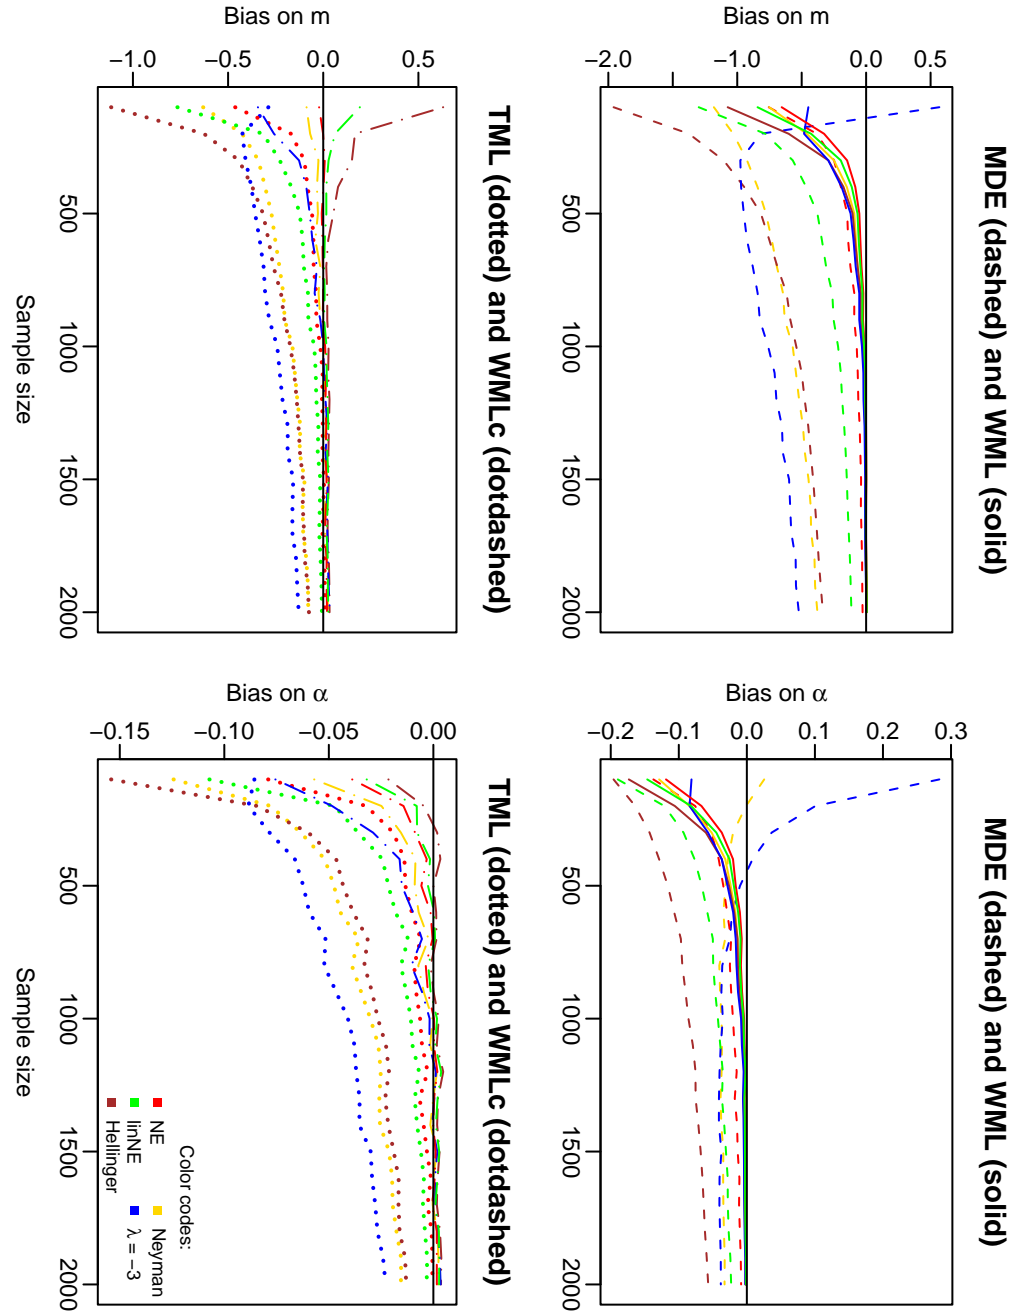 MDE (dashed) and WML (solid)
Bias on m
−2.0
−1.0
0.0
0.5
500
1000
1500
2000
MDE (dashed) and WML (solid)
Bias on α
−0.2
−0.1
0.0
0.1
0.2
0.3
500
1000
1500
2000
TML (dotted) and WMLc (dotdashed)
Bias on m
−1.0
−0.5
0.0
0.5
500
1000
1500
2000
Sample size
TML (dotted) and WMLc (dotdashed)
Bias on α
−0.15
−0.10
−0.05
0.00
500
1000
1500
2000
Sample size
Color codes:
NE
linNE
Hellinger
Neyman
λ = −3